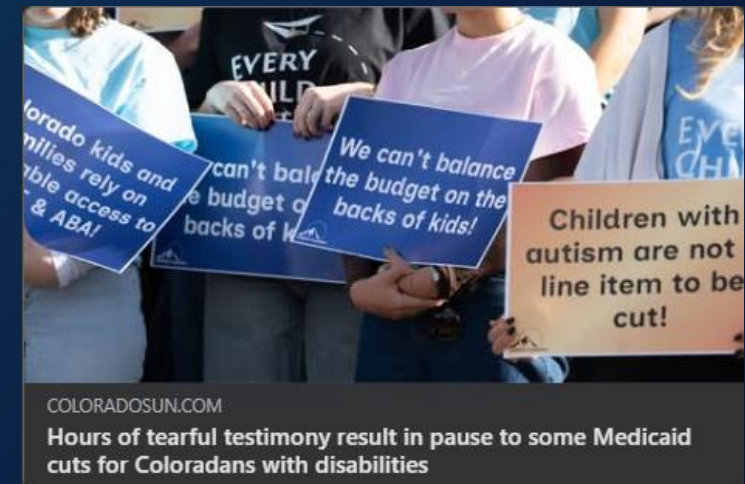 EVERY
CHILD
lorado kids and
milies rely on
ble access to
& ABA!
can't bal
e budget o
backs of k
We can't balance
the budget on the
backs of kids!
EVE
CHI
Children with
autism are not
line item to be
cut!
COLORADOSUN.COM
Hours of tearful testimony result in pause to some Medicaid
cuts for Coloradans with disabilities